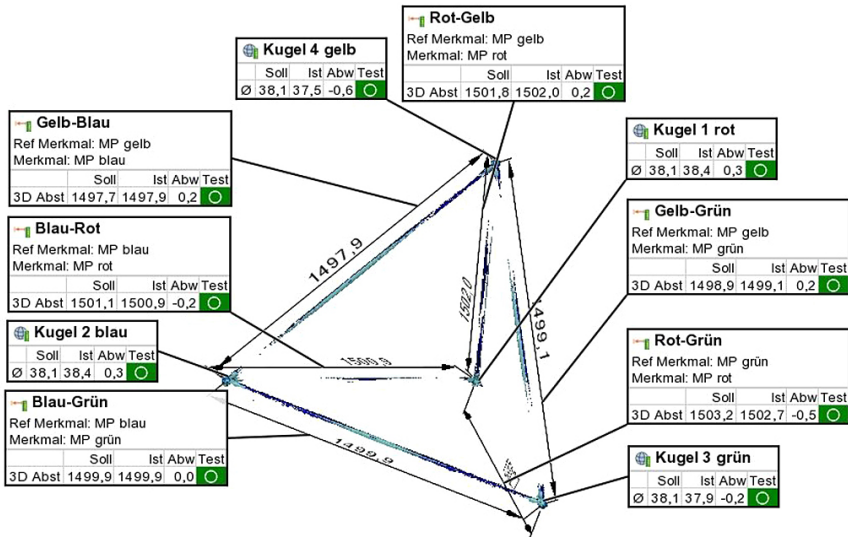 Rot-Gelb
Ref Merkmal: MP gelb
Merkmal: MP rot
Soll Ist Abw Test
3D Abst 1501,8 1502,0 0,2
Kugel 4 gelb
Soll Ist Abw Test
Ø 38,1 37,5 -0,6
Gelb-Blau
Ref Merkmal: MP gelb
Merkmal: MP blau
Soll Ist Abw Test
3D Abst 1497,7 1497,9 0,2
Kugel 1 rot
Soll Ist Abw Test
Ø 38,1 38,4 0,3
Gelb-Grün
Ref Merkmal: MP gelb
Merkmal: MP grün
Soll Ist Abw Test
3D Abst 1498,9 1499,1 0,2
Blau-Rot
Ref Merkmal: MP blau
Merkmal: MP rot
Soll Ist Abw Test
3D Abst 1501,1 1500,9 -0,2
1497,9
1502,0
1499,1
Kugel 2 blau
Soll Ist Abw Test
Ø 38,1 38,4 0,3
1500,9
Rot-Grün
Ref Merkmal: MP grün
Merkmal: MP rot
Soll Ist Abw Test
3D Abst 1503,2 1502,7 -0,5
Blau-Grün
Ref Merkmal: MP blau
Merkmal: MP grün
Soll Ist Abw Test
3D Abst 1499,9 1499,9 0,0
1499,9
Kugel 3 grün
Soll Ist Abw Test
Ø 38,1 37,9 -0,2